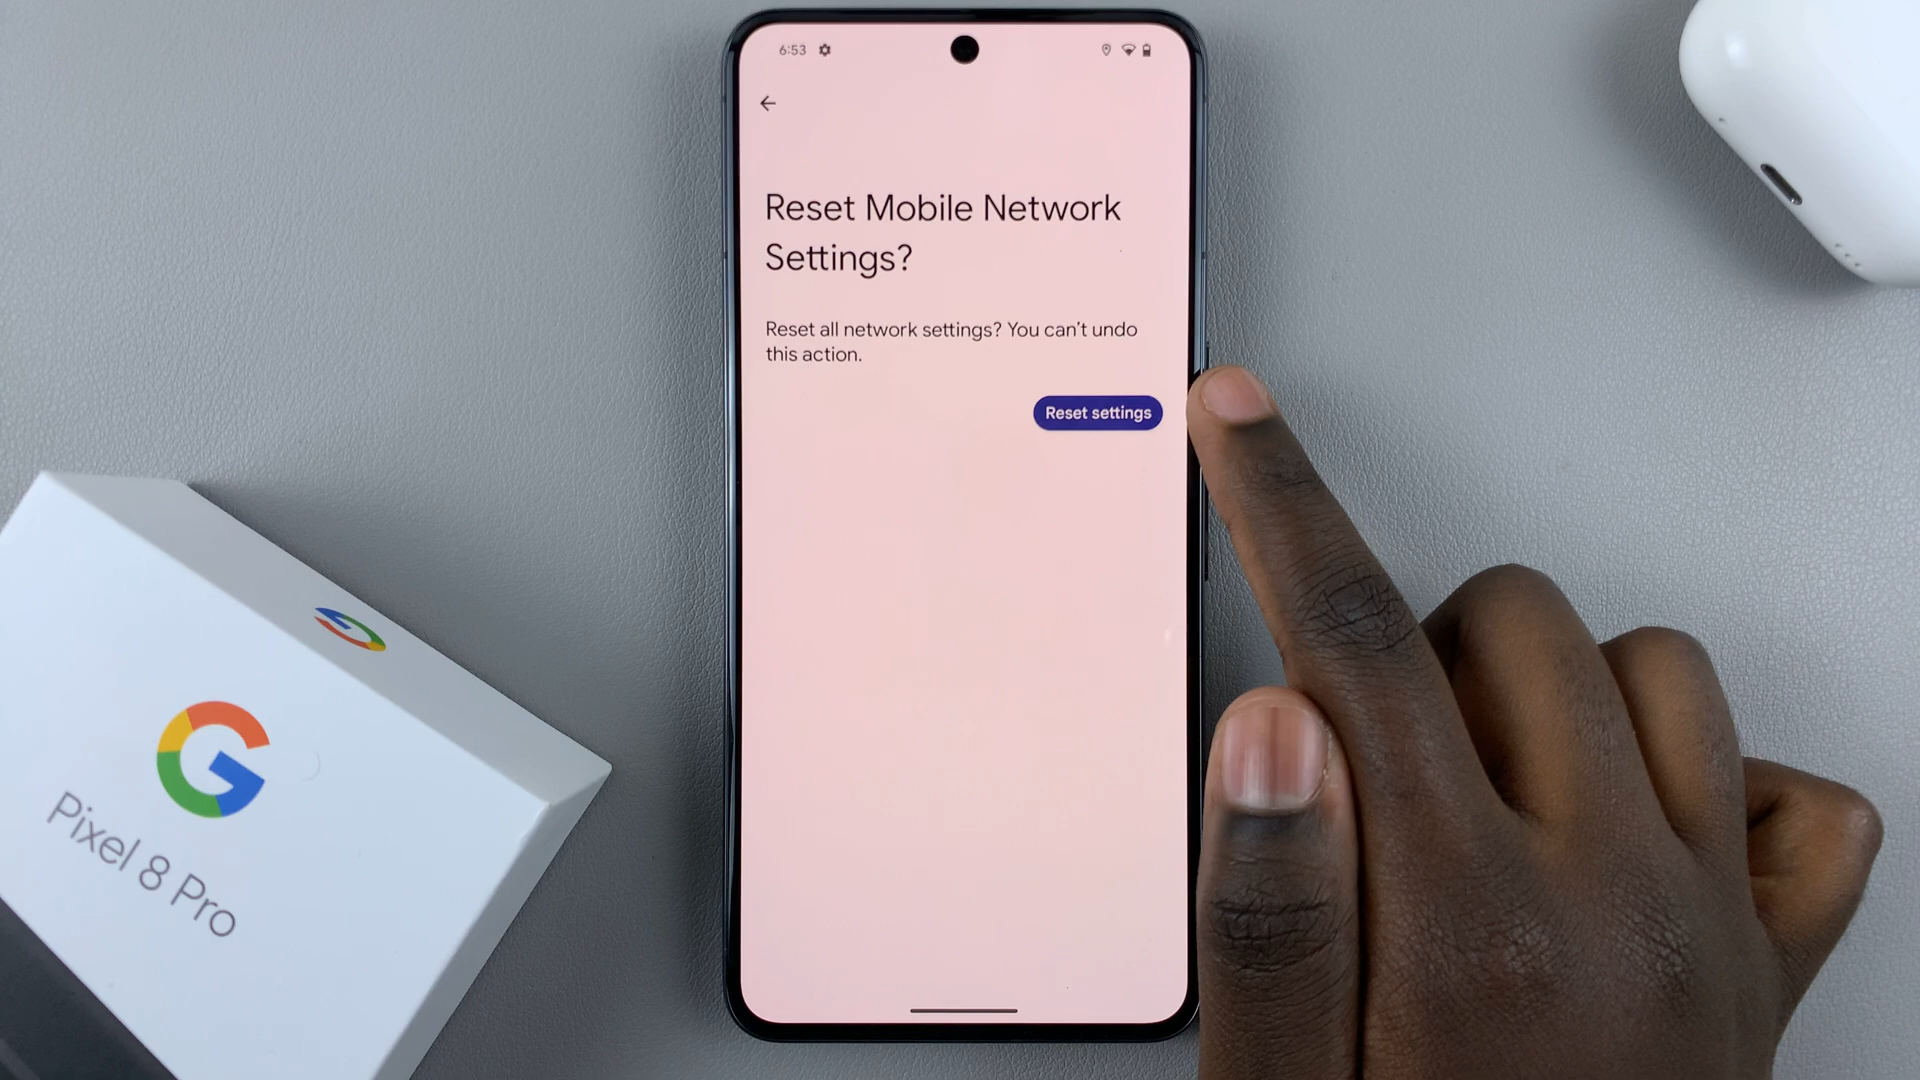 6:53
Reset Mobile Network
Settings?
Reset all network settings? You can't undo
this action.
Reset settings
G
Pixel 8 Pro